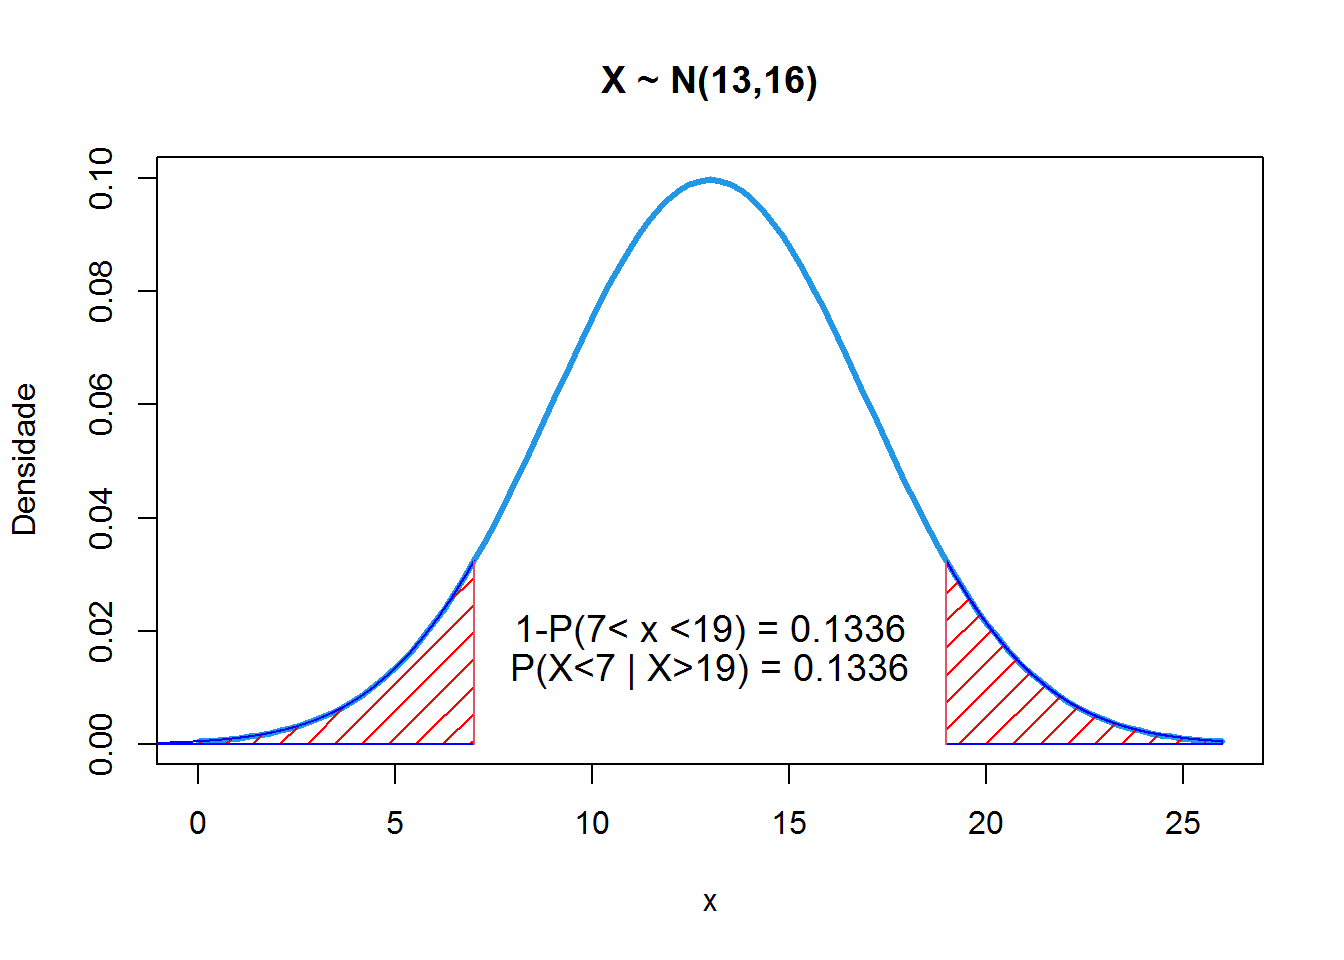 X ~ N(13,16)
Densidade
0.10
0.08
0.06
0.04
0.02
0.00
1-P(7< x <19) = 0.1336
P(X<7 | X>19) = 0.1336
0 5 10 15 20 25
x